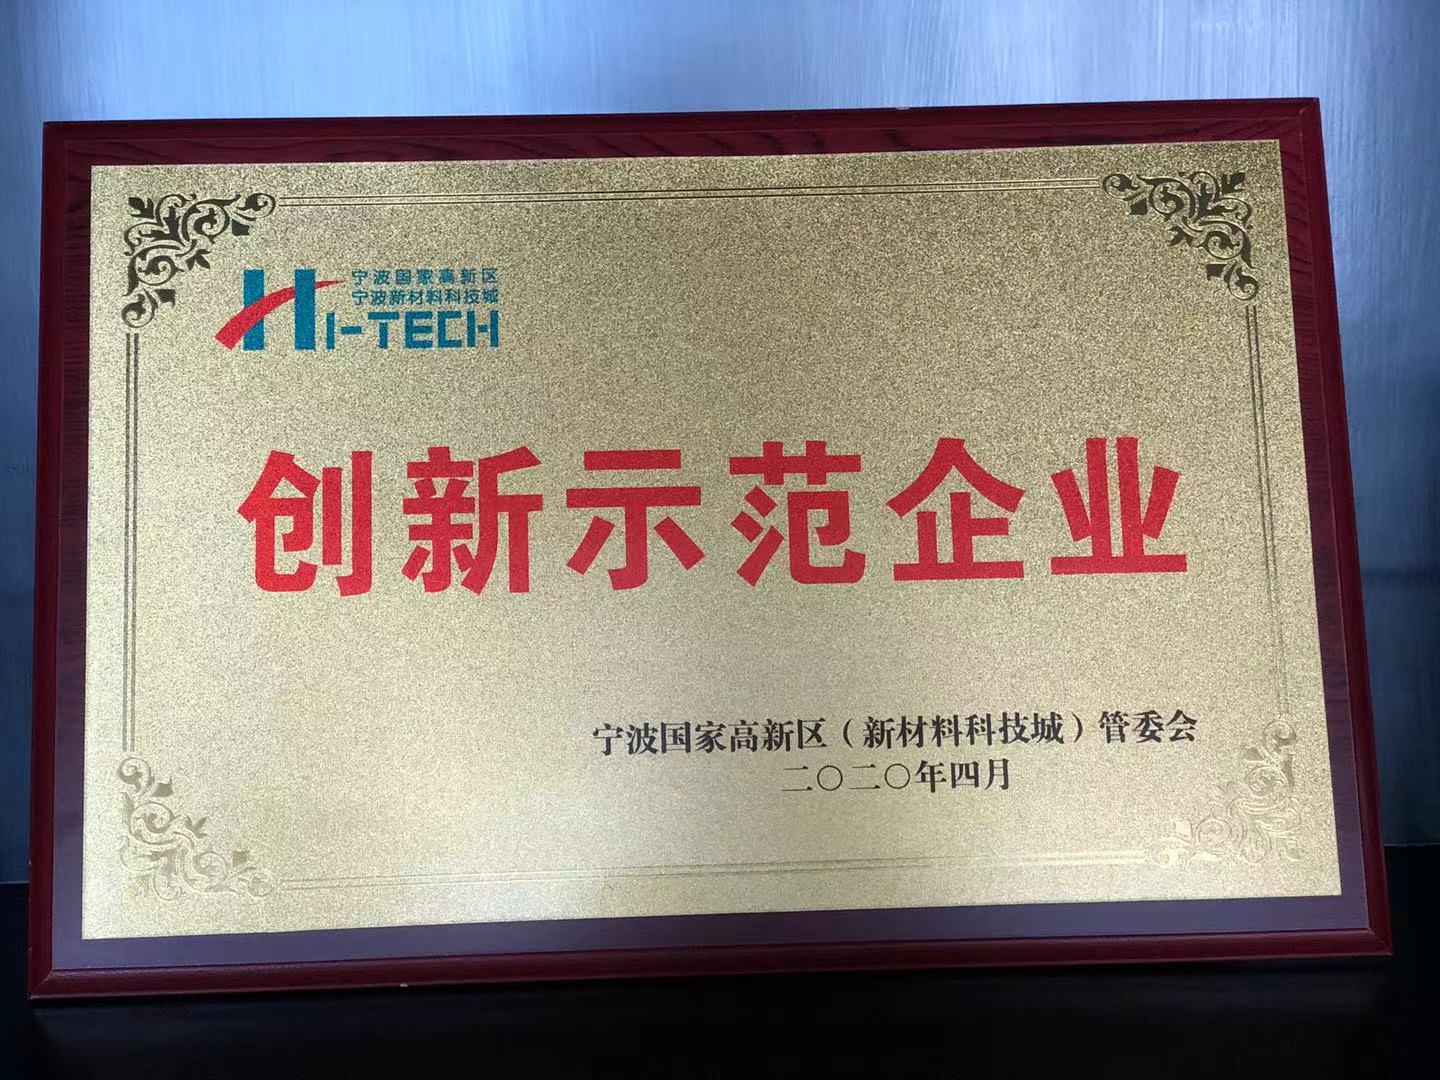 宁波国家高新区
宁波新材料科技城
HI-TECH
创新示范企业
宁波国家高新区（新材料科技城）管委会
二〇二〇年四月